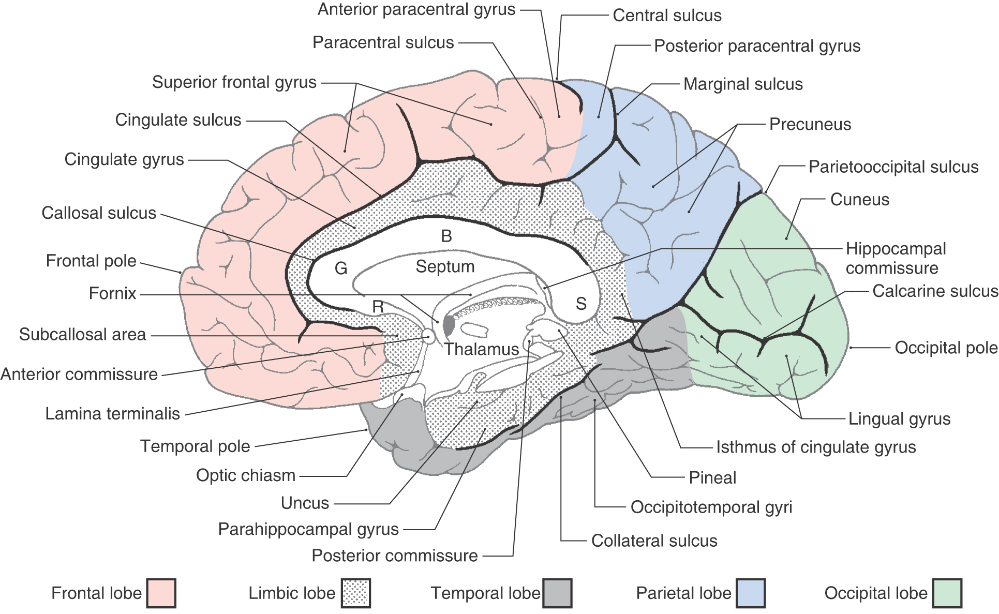 Anterior paracentral gyrus
Central sulcus
Paracentral sulcus
Posterior paracentral gyrus
Superior frontal gyrus
Marginal sulcus
Cingulate sulcus
Precuneus
Cingulate gyrus
Parietooccipital sulcus
Cuneus
Callosal sulcus
B
Hippocampal
commissure
Frontal pole
G
Septum
Fornix
Calcarine sulcus
R
S
Subcallosal area
Thalamus
Occipital pole
Anterior commissure
Lamina terminalis
Lingual gyrus
Temporal pole
Isthmus of cingulate gyrus
Optic chiasm
Pineal
Uncus
Occipitotemporal gyri
Parahippocampal gyrus
Collateral sulcus
Posterior commissure
Frontal lobe
Limbic lobe
Temporal lobe
Parietal lobe
Occipital lobe